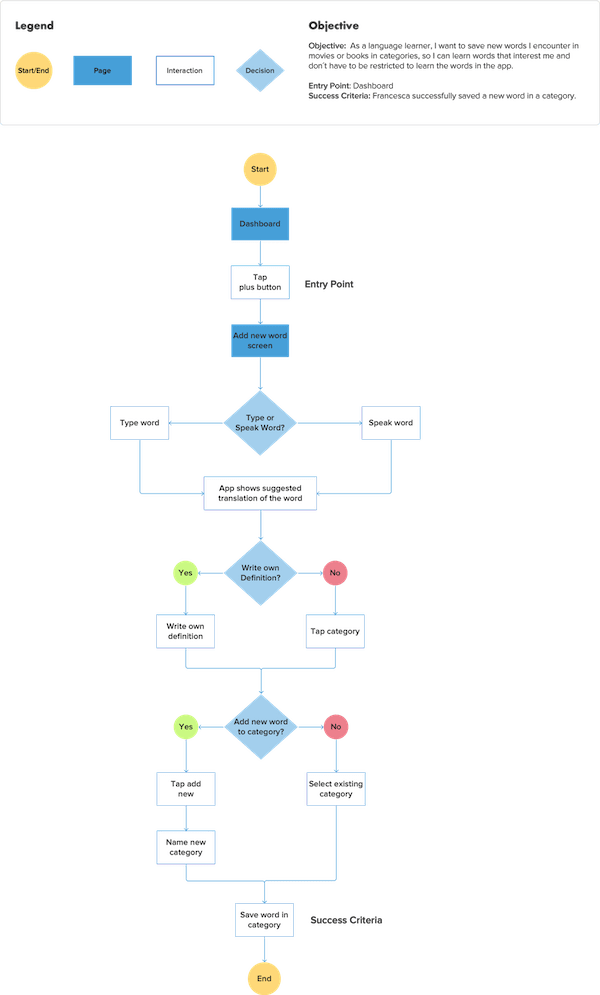 Legend
Start/End
Page
Interaction
Decision
Objective
Objective: As a language learner, I want to save new words I encounter in
movies or books in categories, so I can learn words that interest me and
don't have to be restricted to learn the words in the app.
Entry Point: Dashboard
Success Criteria: Francesca successfully saved a new word in a category.
Start
Dashboard
Tap
plus button
Entry Point
Add new word
screen
Type word
Type or
Speak Word?
Speak word
App shows suggested
translation of the word
Yes
Write own
Definition?
No
Write own
definition
Tap category
Yes
Add new word
to category?
No
Tap add
new
Select existing
category
Name new
category
Save word in
category
Success Criteria
End